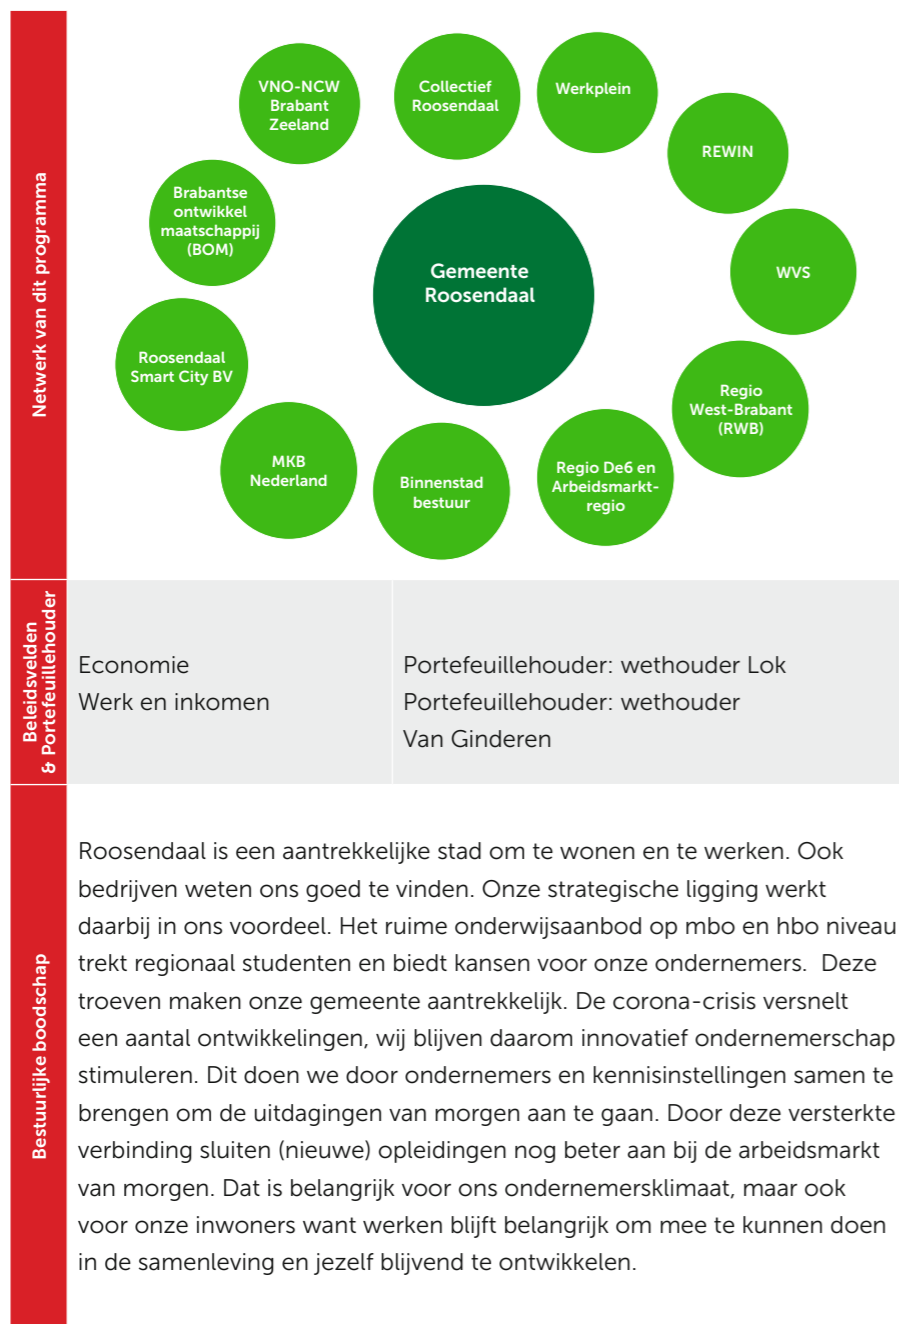 Netwerk van dit programma
VNO-NCW
Brabant
Zeeland
Collectief
Roosendaal
Werkplein
REWIN
WVS
Regio
West-Brabant
(RWB)
Regio De6 en
Arbeidsmarkt-
regio
Binnenstad
bestuur
MKB
Nederland
Roosendaal
Smart City BV
Brabantse
ontwikkel
maatschappij
(BOM)
Gemeente
Roosendaal
Beleidsvelden
& Portefeuillehouder
Economie
Portefeuillehouder: wethouder Lok
Werk en inkomen
Portefeuillehouder: wethouder
Van Ginderen
Bestuurlijke boodschap
Roosendaal is een aantrekkelijke stad om te wonen en te werken. Ook
bedrijven weten ons goed te vinden. Onze strategische ligging werkt
daarbij in ons voordeel. Het ruime onderwijsaanbod op mbo en hbo niveau
trekt regionaal studenten en biedt kansen voor onze ondernemers.  Deze
troeven maken onze gemeente aantrekkelijk. De corona-crisis versnelt
een aantal ontwikkelingen, wij blijven daarom innovatief ondernemerschap
stimuleren. Dit doen we door ondernemers en kennisinstellingen samen te
brengen om de uitdagingen van morgen aan te gaan. Door deze versterkte
verbinding sluiten (nieuwe) opleidingen nog beter aan bij de arbeidsmarkt
van morgen. Dat is belangrijk voor ons ondernemersklimaat, maar ook
voor onze inwoners want werken blijft belangrijk om mee te kunnen doen
in de samenleving en jezelf blijvend te ontwikkelen.